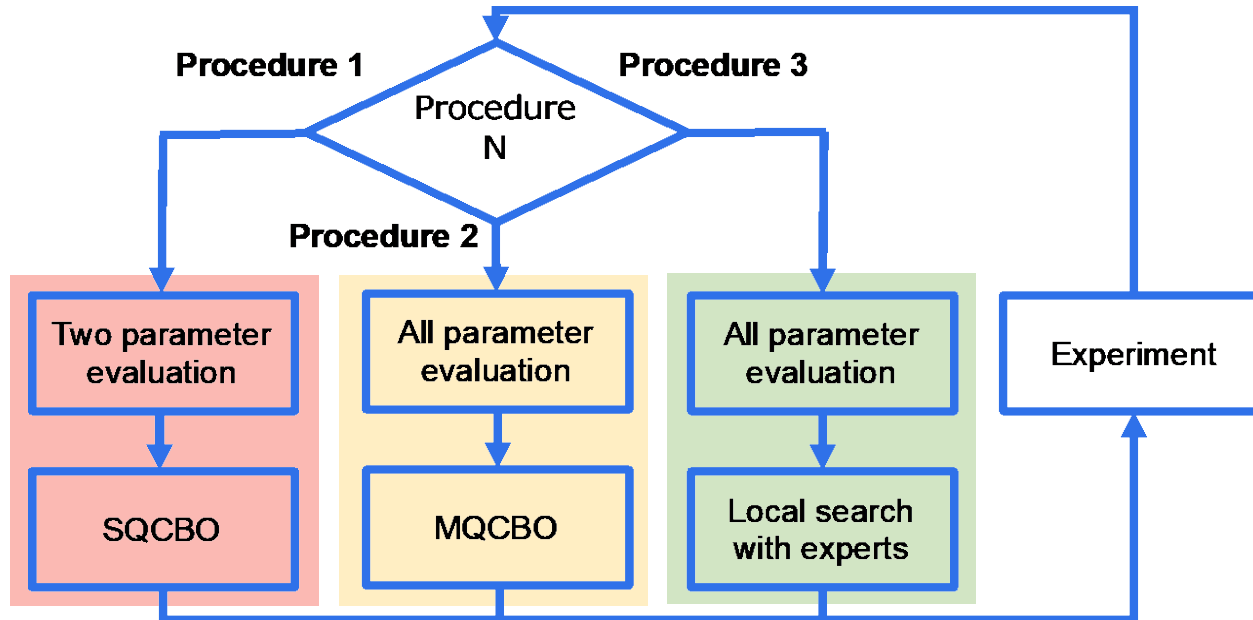 Procedure 1
Procedure 3
Procedure
N
Procedure 2
Two parameter
evaluation
All parameter
evaluation
All parameter
evaluation
Experiment
SQCBO
MQCBO
Local search
with experts